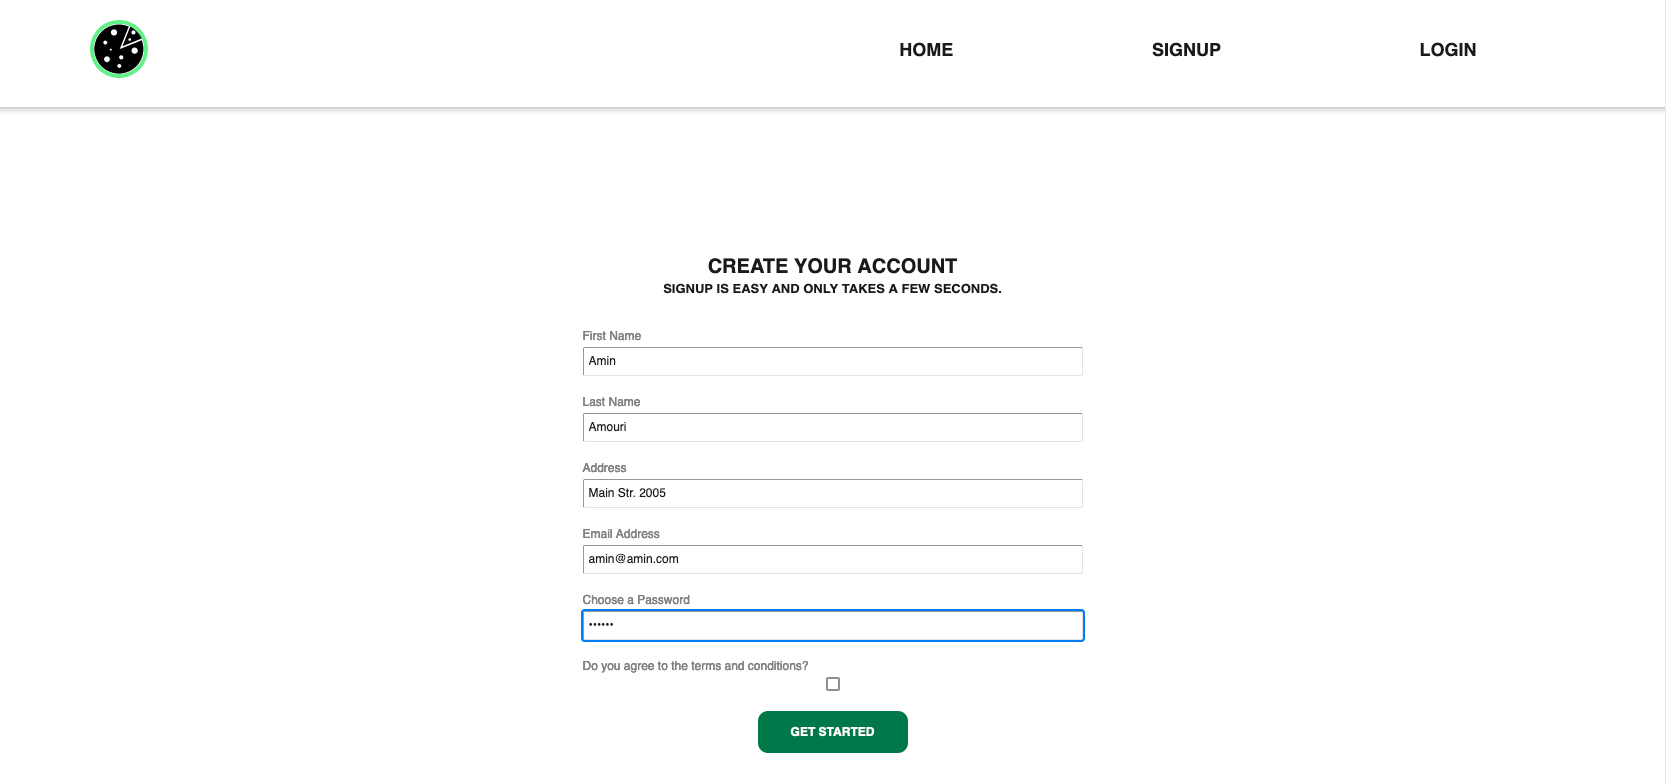 HOME SIGNUP LOGIN
CREATE YOUR ACCOUNT
SIGNUP IS EASY AND ONLY TAKES A FEW SECONDS.
First Name
Amin
Last Name
Amouri
Address
Main Str. 2005
Email Address
amin@amin.com
Choose a Password
••••••
Do you agree to the terms and conditions?
GET STARTED